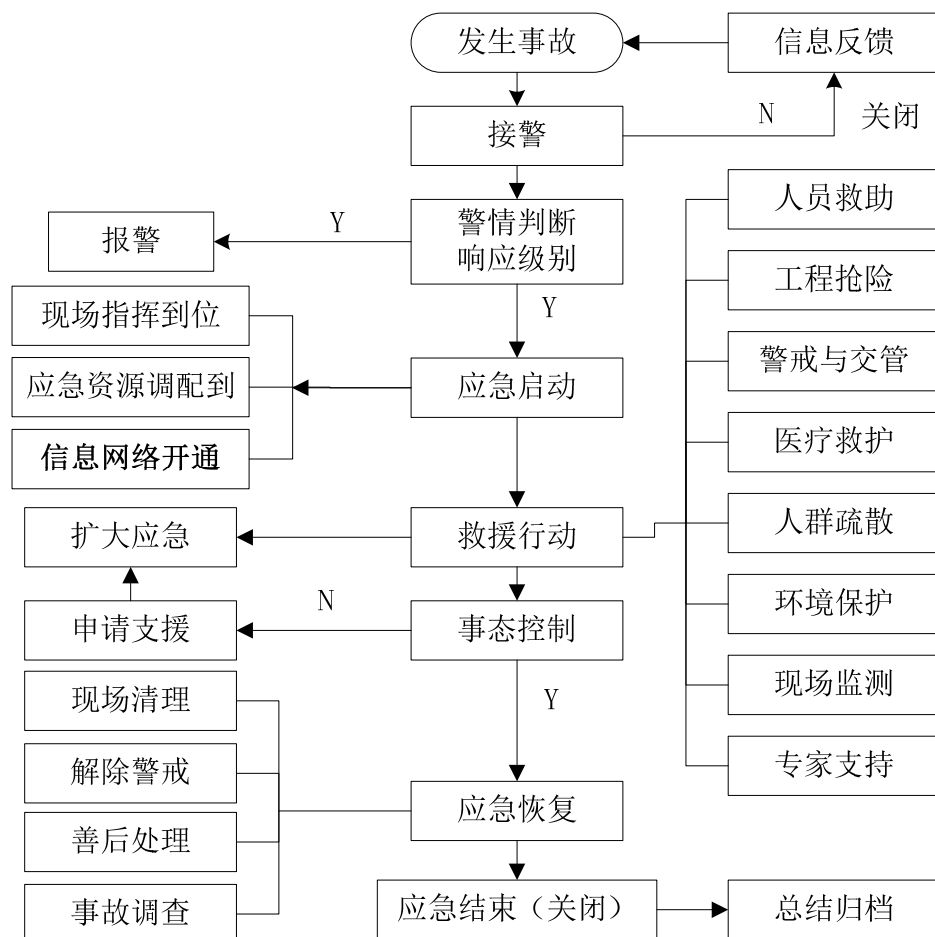 发生事故
信息反馈
接警
N
关闭
人员救助
警情判断
响应级别
Y
报警
工程抢险
现场指挥到位
Y
警戒与交管
应急资源调配到
应急启动
医疗救护
信息网络开通
人群疏散
扩大应急
救援行动
环境保护
N
申请支援
事态控制
现场监测
现场清理
Y
专家支持
解除警戒
应急恢复
善后处理
事故调查
应急结束（关闭）
总结归档